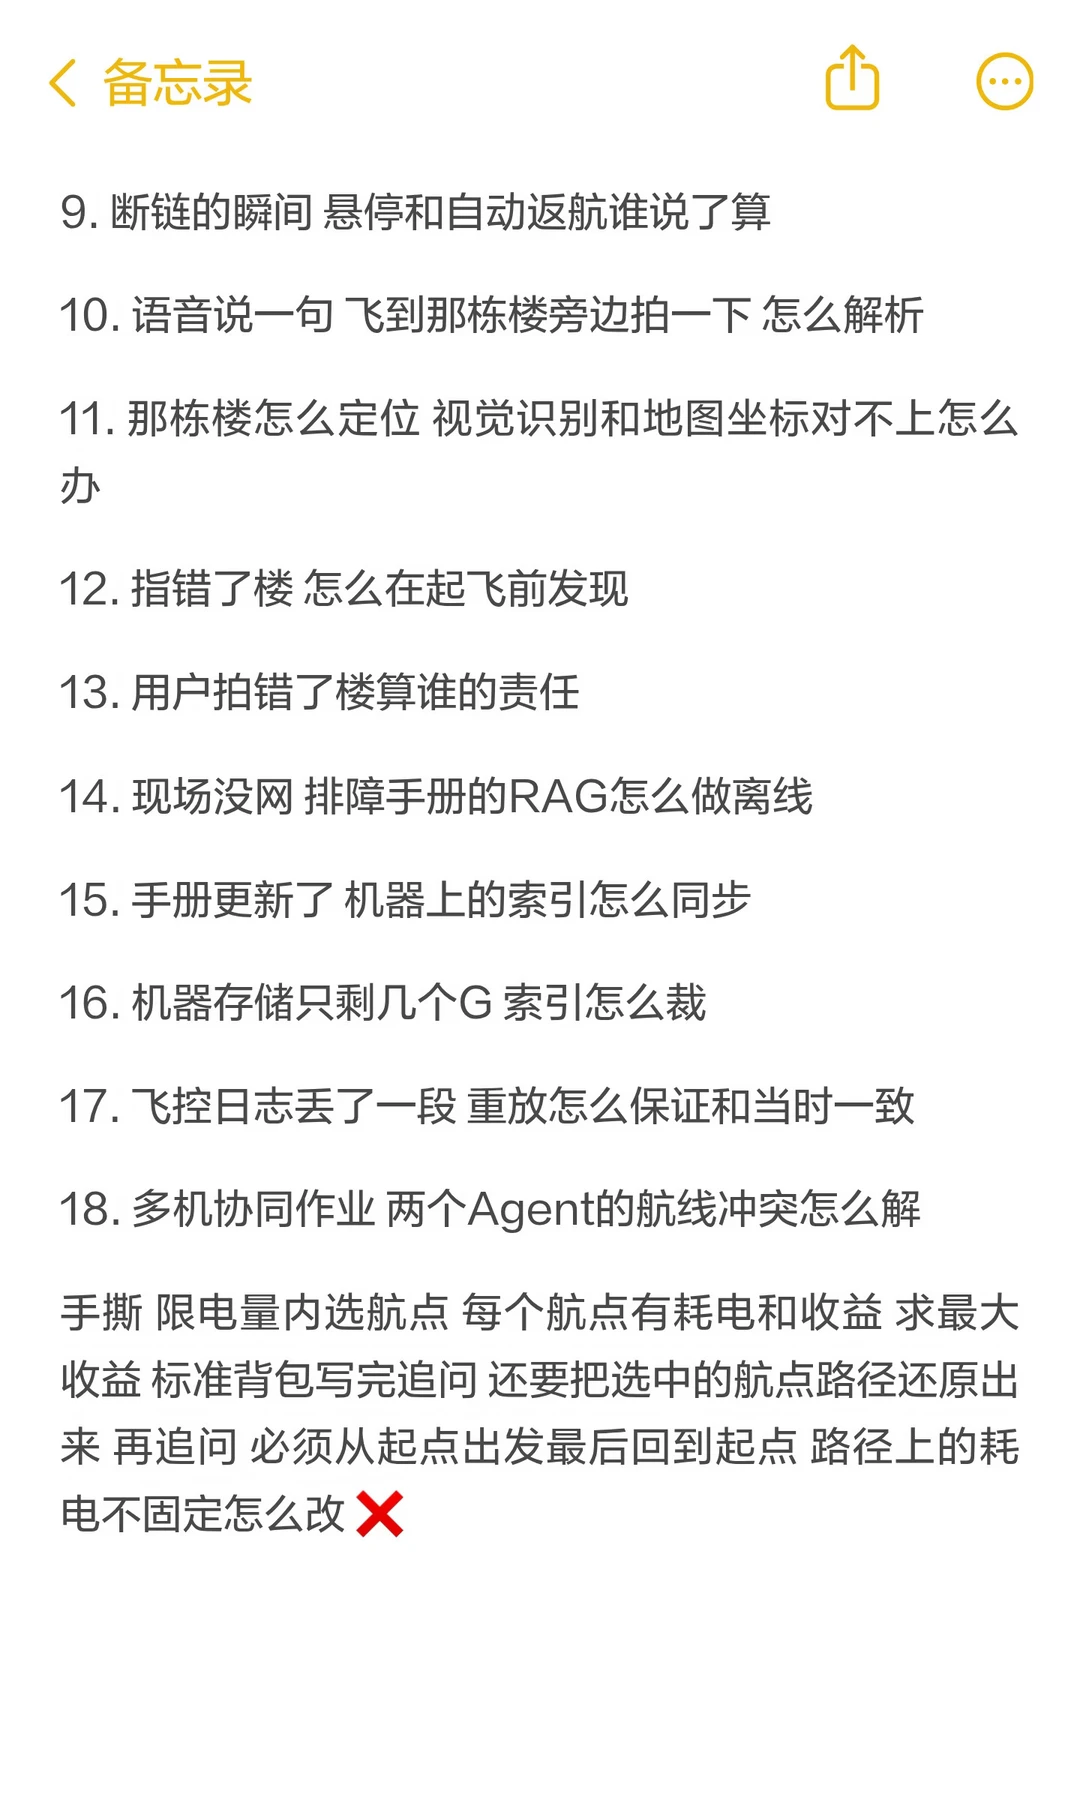 备忘录
9. 断链的瞬间 悬停和自动返航谁说了算
10. 语音说一句 飞到那栋楼旁边拍一下 怎么解析
11. 那栋楼怎么定位 视觉识别和地图坐标对不上怎么
办
12. 指错了楼 怎么在起飞前发现
13. 用户拍错了楼算谁的责任
14. 现场没网 排障手册的RAG怎么做离线
15. 手册更新了 机器上的索引怎么同步
16. 机器存储只剩几个G 索引怎么裁
17. 飞控日志丢了一段 重放怎么保证和当时一致
18. 多机协同作业 两个Agent的航线冲突怎么解
手撕 限电量内选航点 每个航点有耗电和收益 求最大
收益 标准背包写完追问 还要把选中的航点路径还原出
来 再追问 必须从起点出发最后回到起点 路径上的耗
电不固定怎么改❌